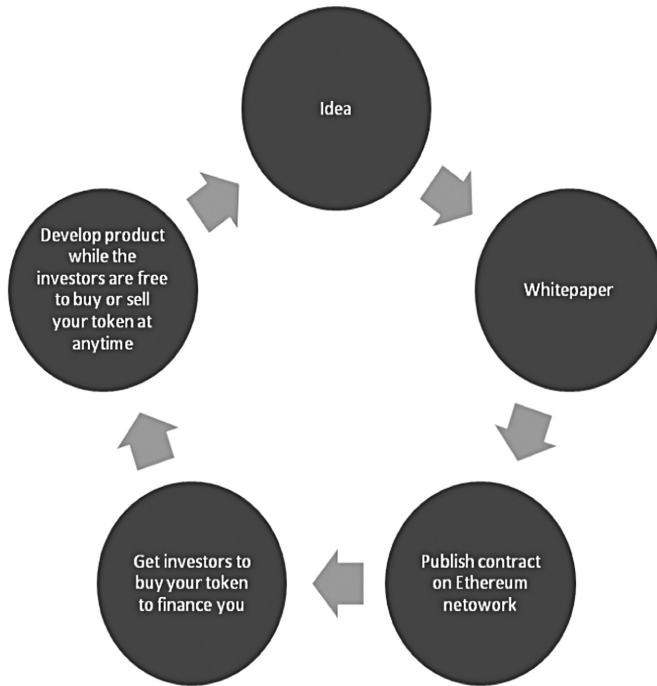 Idea
Whitepaper
Publish contract
on Ethereum
netowork
Get investors to
buy your token
to finance you
Develop product
while the
investors are free
to buy or sell
your token at
anytime